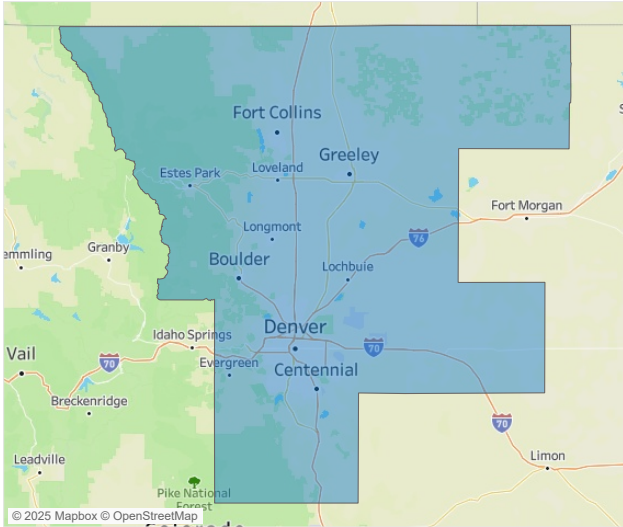 Fort Collins
Greeley
Estes Park
Loveland
Fort Morgan
Longmont
76
Granby
emmling
Boulder
Lochbuie
Denver
Idaho Springs
70
Vail
70
Evergreen
Centennial
Breckenridge
70
Leadville
Limon
Pike National
Forest
© 2025 Mapbox © OpenStreetMap